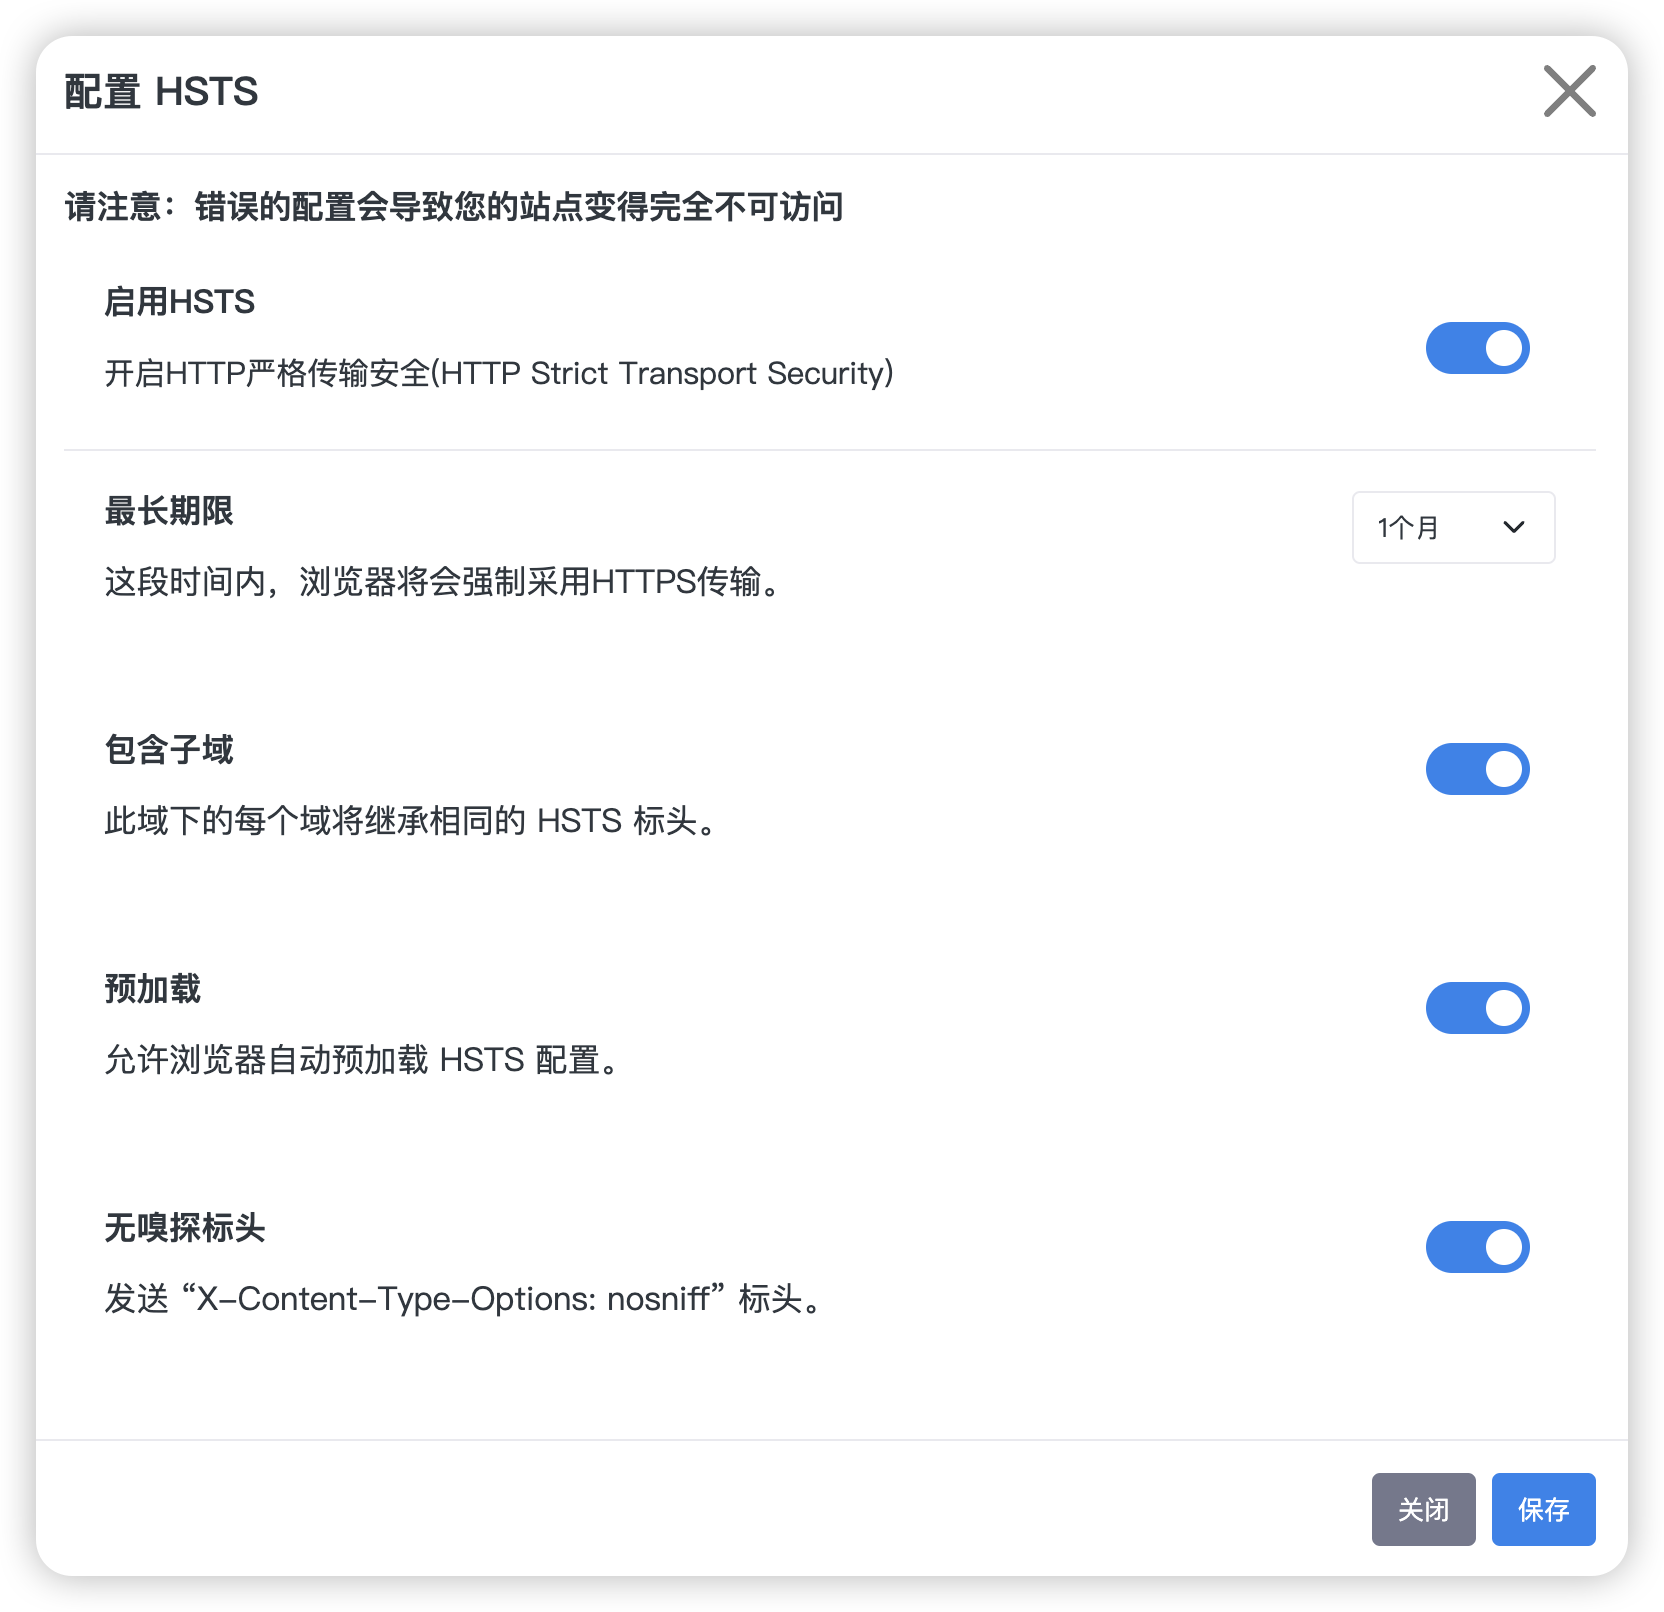 配置 HSTS
请注意：错误的配置会导致您的站点变得完全不可访问
启用HSTS
开启HTTP严格传输安全(HTTP Strict Transport Security)
最长期限
1个月
这段时间内，浏览器将会强制采用HTTPS传输。
包含子域
此域下的每个域将继承相同的 HSTS 标头。
预加载
允许浏览器自动预加载 HSTS 配置。
无嗅探标头
发送 “X-Content-Type-Options: nosniff” 标头。
关闭
保存